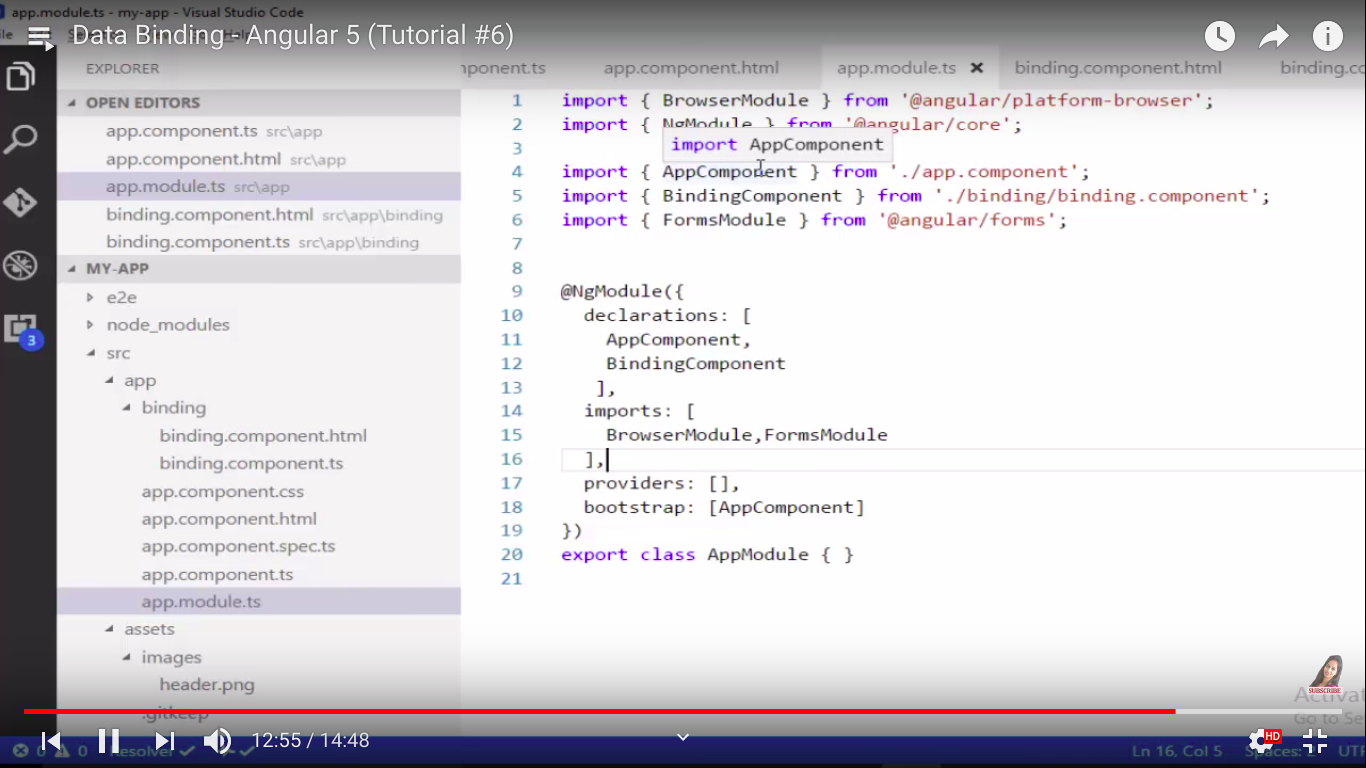 app.module.ts - my-app - Visual Studio Code
Data Binding - Angular 5 (Tutorial #6)
EXPLORER
OPEN EDITORS
app.component.ts src\app
app.component.html src\app
app.module.ts src\app
binding.component.html src\app\binding
binding.component.ts src\app\binding
MY-APP
e2e
node_modules
src
app
binding
binding.component.html
binding.component.ts
app.component.css
app.component.html
app.component.spec.ts
app.component.ts
app.module.ts
assets
images
header.png
.gitkeep
3
nponent.ts app.component.html app.module.ts binding.component.html binding.co
1 import { BrowserModule } from '@angular/platform-browser';
2 import { NgModule } from '@angular/core';
3
import AppComponent
4 import { AppComponent } from './app.component';
5 import { BindingComponent } from './binding/binding.component';
6 import { FormsModule } from '@angular/forms';
7
8
9 @NgModule({
10 declarations: [
11 AppComponent,
12 BindingComponent
13 ],
14 imports: [
15 BrowserModule,FormsModule
16 ],
17 providers: [],
18 bootstrap: [AppComponent]
19 })
20 export class AppModule { }
21
SUBSCRIBE
Activat
Go to Se
12:55 / 14:48
HD
0 0
Ln 16, Col 5 UTF